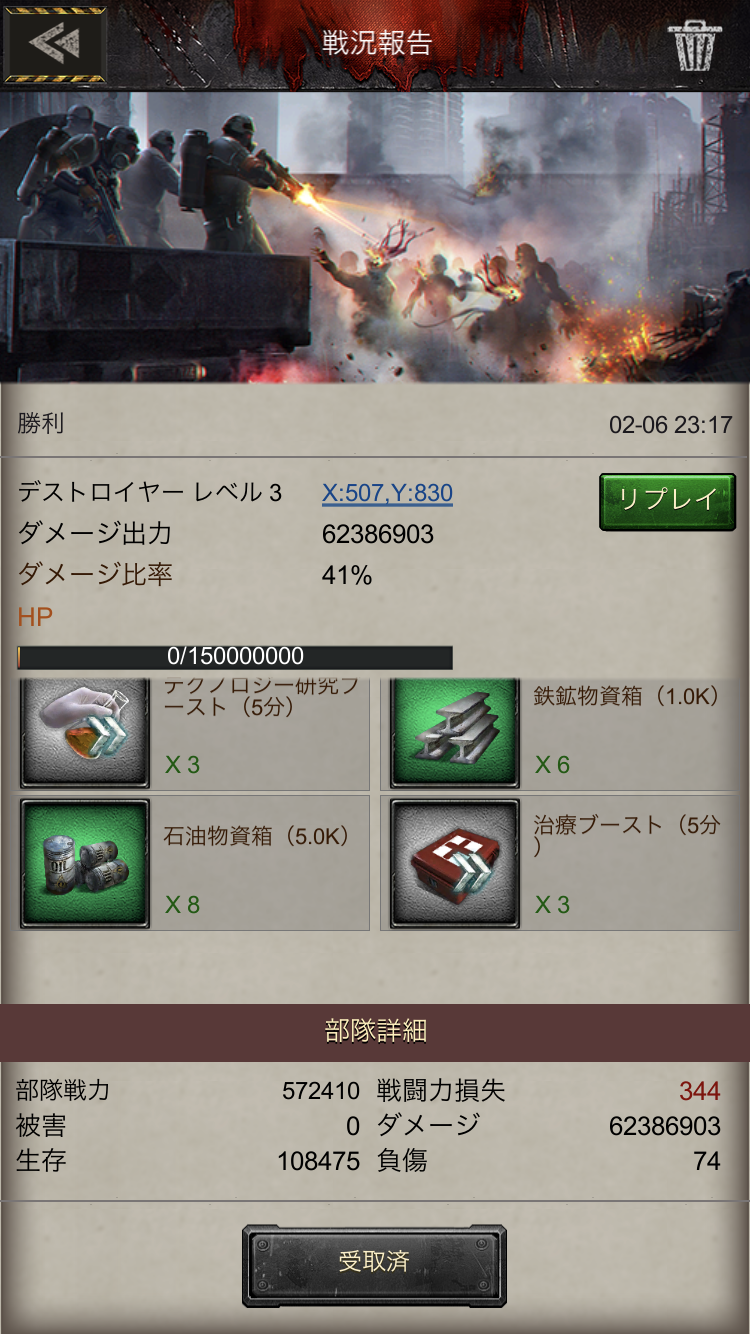 戦況報告
勝利
02-06 23:17
デストロイヤー レベル 3
X:507,Y:830
リプレイ
ダメージ出力
62386903
ダメージ比率
41%
HP
0/150000000
テクノロジー研究ブ
ースト（5分）
X 3
鉄鉱物資箱（1.0K）
X 6
石油物資箱（5.0K）
X 8
治療ブースト（5分
）
X 3
部隊詳細
部隊戦力 572410 戦闘力損失 344
被害 0 ダメージ 62386903
生存 108475 負傷 74
受取済